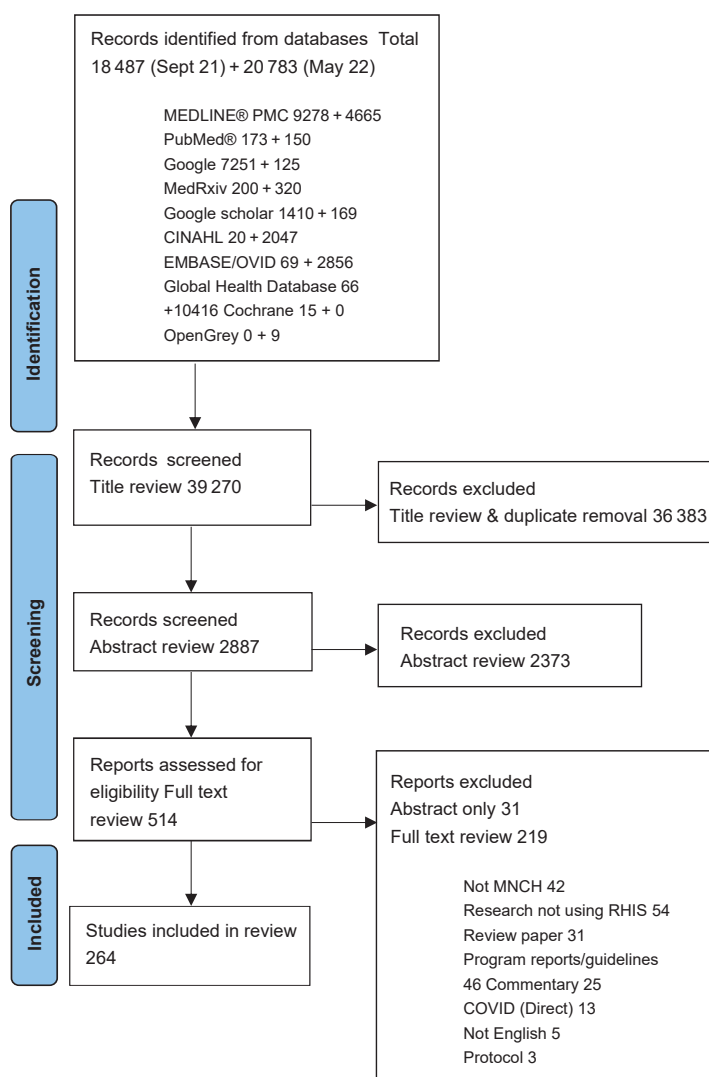 Records identified from databases Total
18 487 (Sept 21) + 20 783 (May 22)
MEDLINE® PMC 9278 + 4665
PubMed® 173 + 150
Google 7251 + 125
MedRxiv 200 + 320
Google scholar 1410 + 169
CINAHL 20 + 2047
EMBASE/OVID 69 + 2856
Global Health Database 66
+10416 Cochrane 15 + 0
OpenGrey 0 + 9
Identification
Records screened
Title review 39 270
Records excluded
Title review & duplicate removal 36 383
Screening
Records screened
Abstract review 2887
Records excluded
Abstract review 2373
Reports assessed for
eligibility Full text
review 514
Reports excluded
Abstract only 31
Full text review 219
Not MNCH 42
Research not using RHIS 54
Review paper 31
Program reports/guidelines
46 Commentary 25
COVID (Direct) 13
Not English 5
Protocol 3
Included
Studies included in review
264